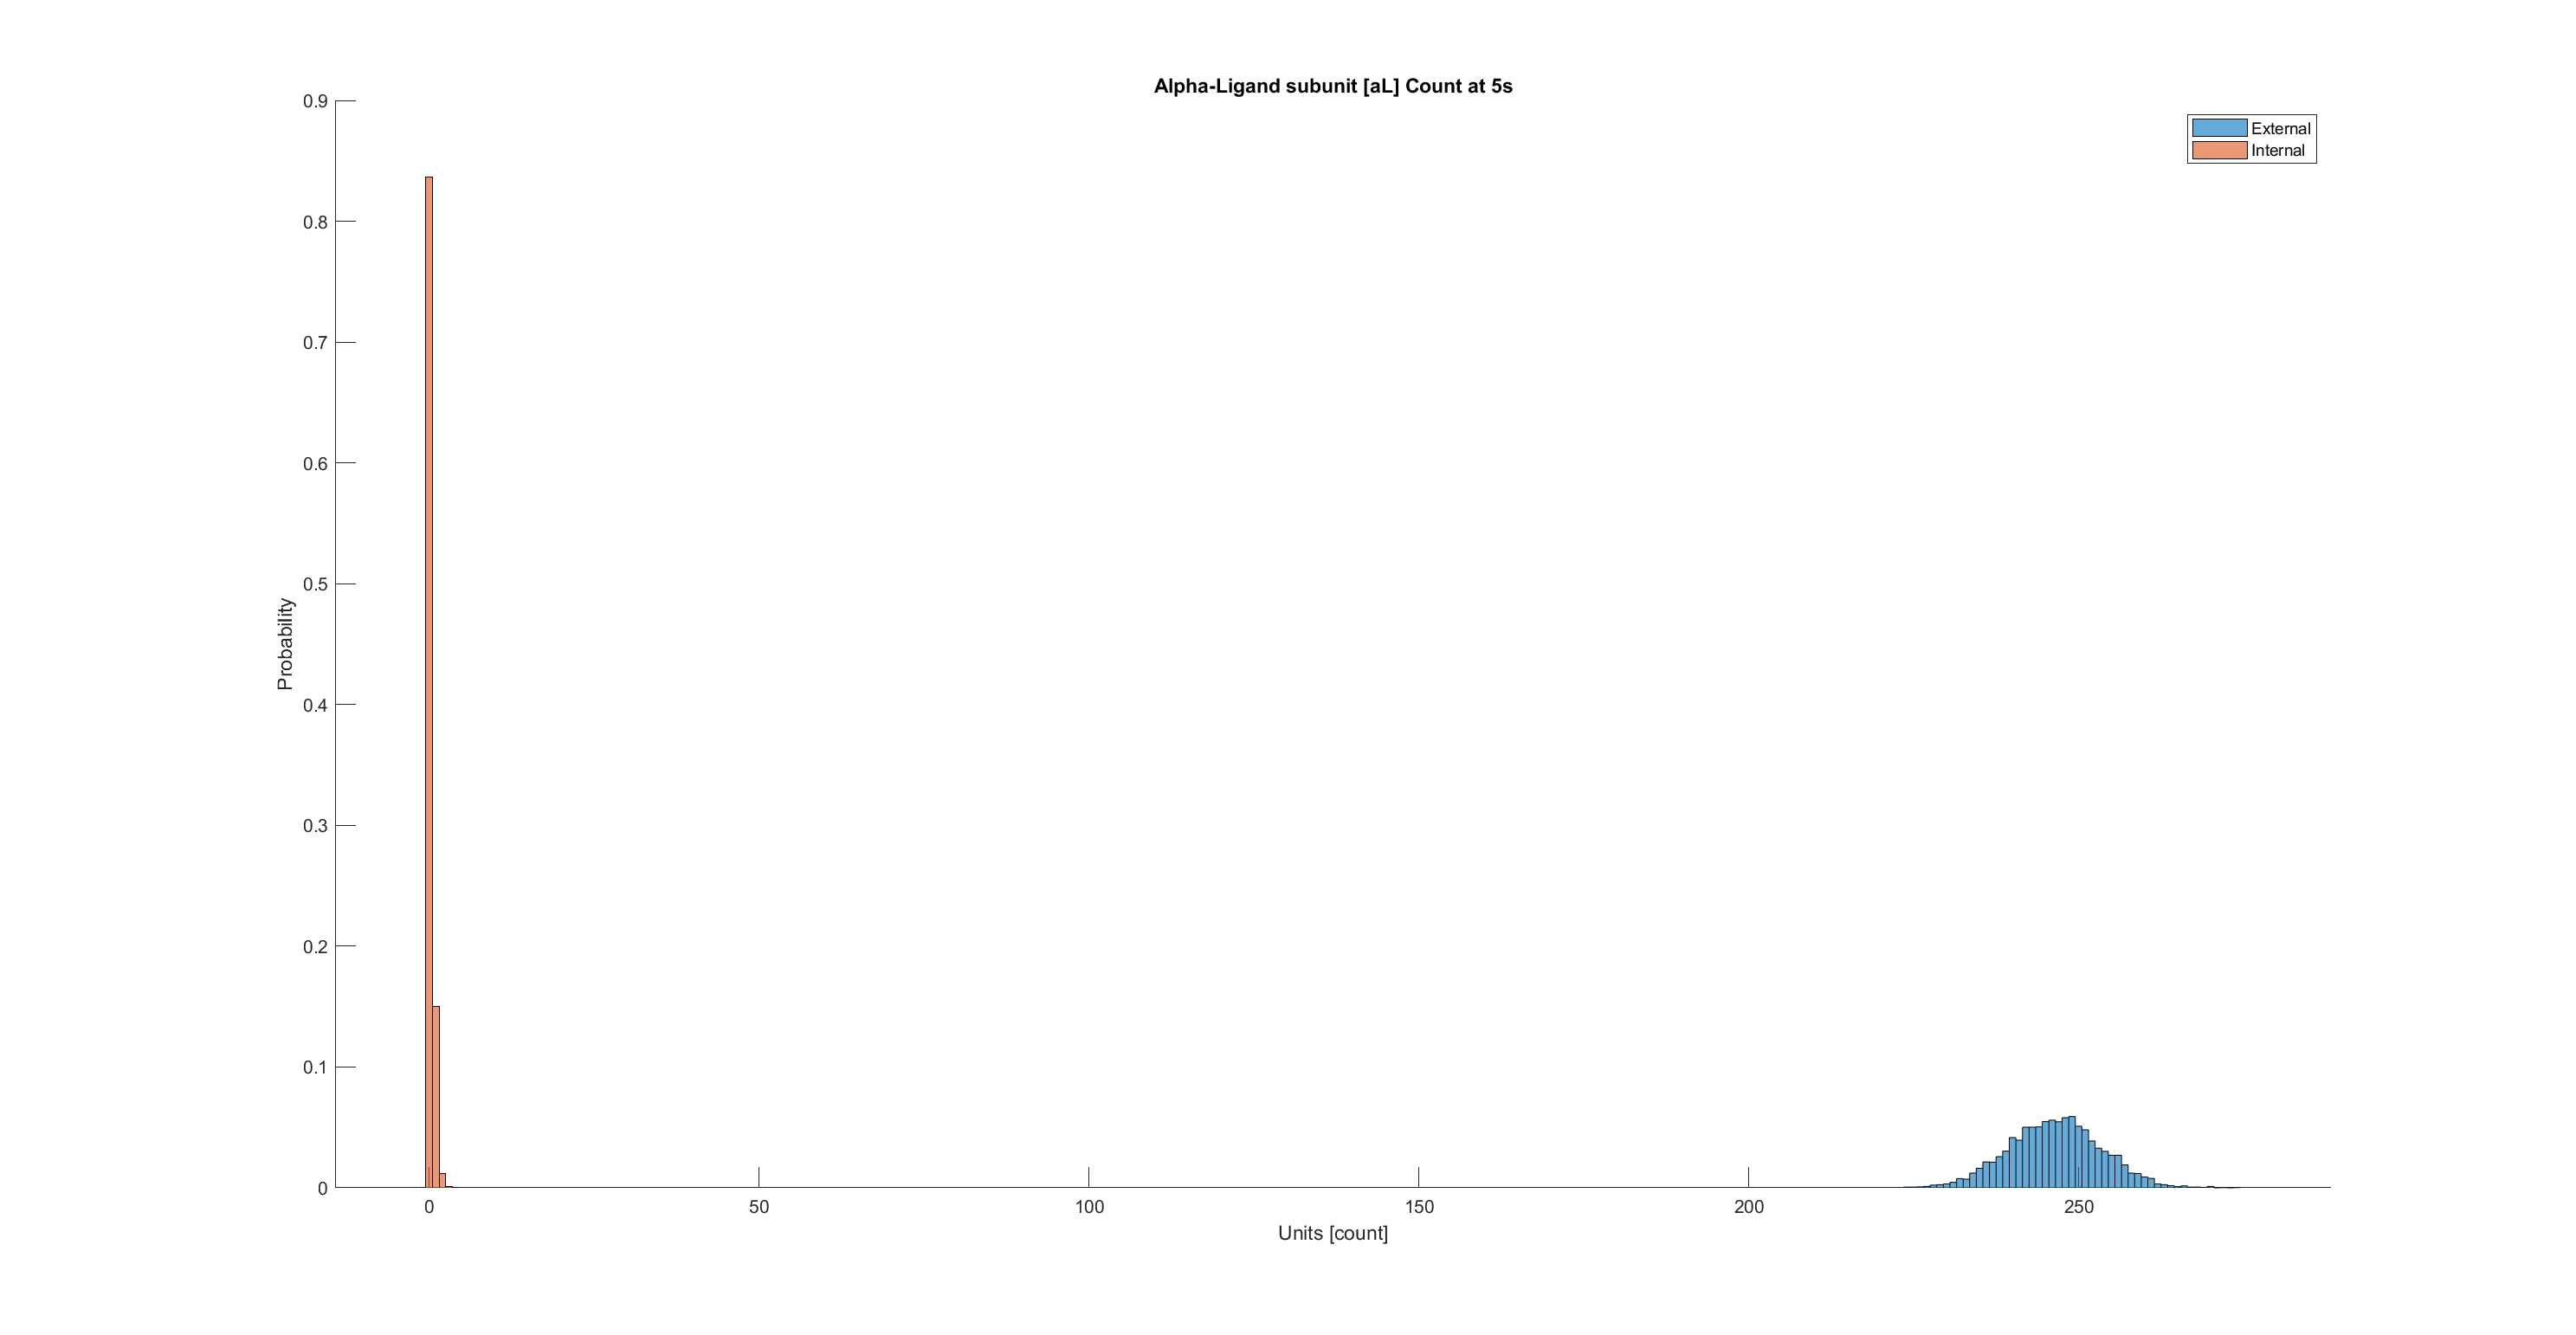 Alpha-Ligand subunit [aL] Count at 5s
External
Internal
0.9
0.8
0.7
0.6
0.5
0.4
0.3
0.2
0.1
0
Probability
0 50 100 150 200 250
Units [count]